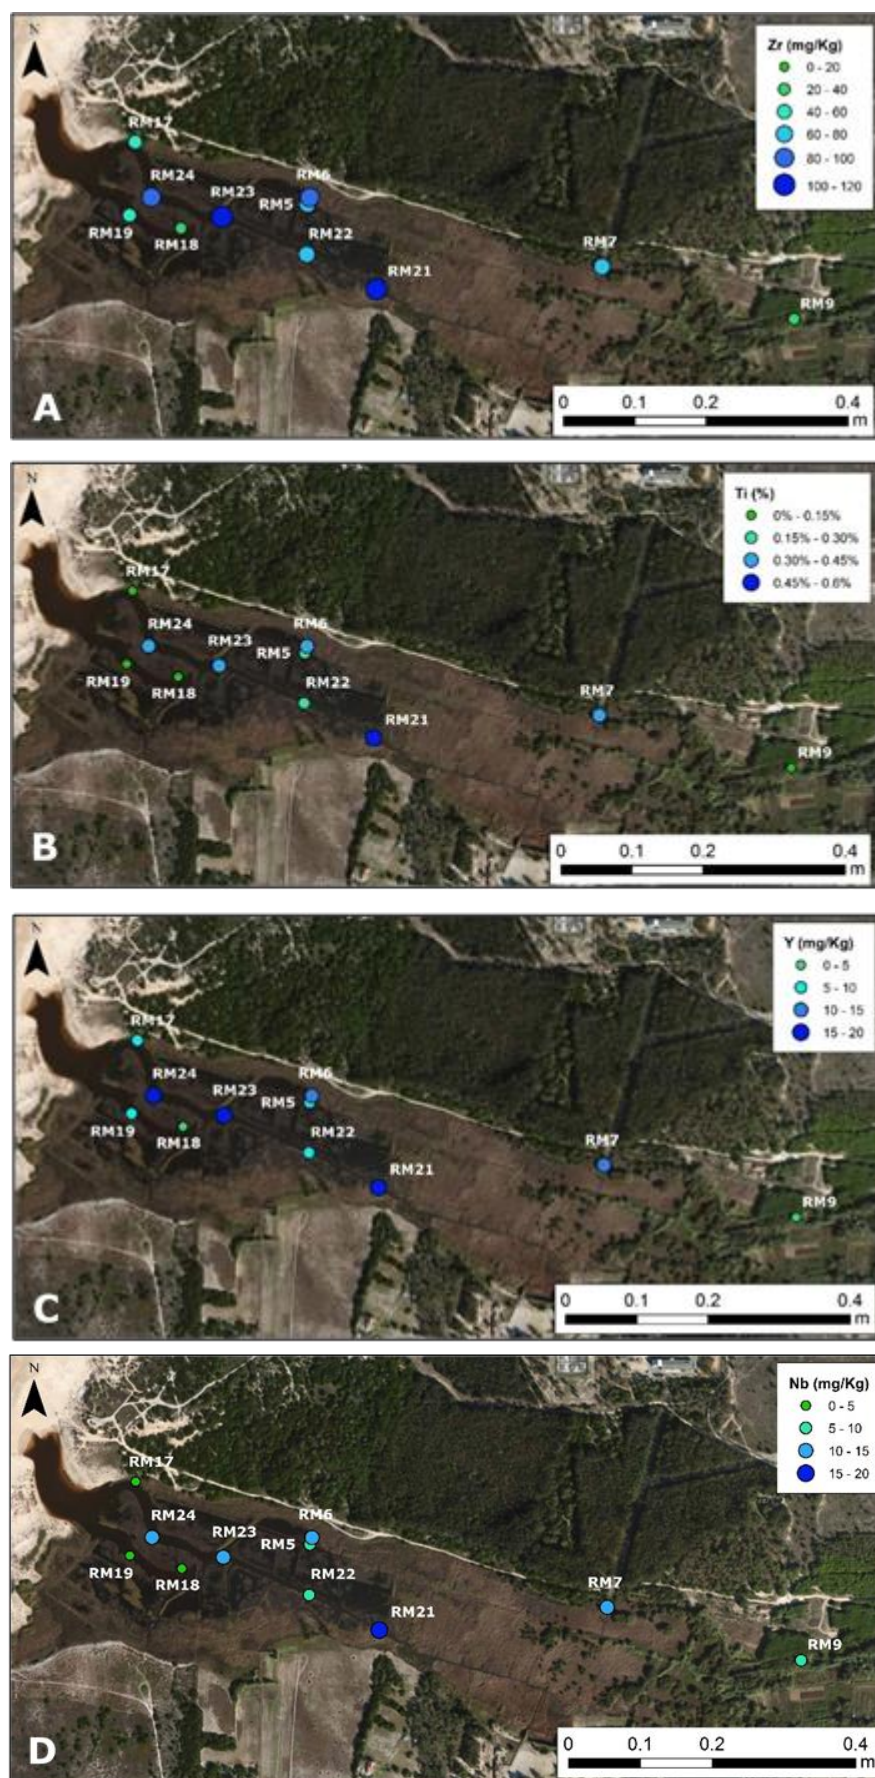 N
Zr (mg/Kg)
0 - 20
20 - 40
40 - 60
60 - 80
80 - 100
100 - 120
RM17
RM24
RM23
RM6
RM5
RM19
RM18
RM22
RM7
RM21
RM9
A
0 0.1 0.2 0.4
m
N
Ti (%)
0% - 0.15%
0.15% - 0.30%
0.30% - 0.45%
0.45% - 0.6%
RM17
RM24
RM23
RM6
RM5
RM19
RM18
RM22
RM7
RM21
RM9
B
0 0.1 0.2 0.4
m
N
Y (mg/Kg)
0 - 5
5 - 10
10 - 15
15 - 20
RM17
RM24
RM23
RM6
RM5
RM19
RM18
RM22
RM7
RM21
RM9
C
0 0.1 0.2 0.4
m
N
Nb (mg/Kg)
0 - 5
5 - 10
10 - 15
15 - 20
RM17
RM24
RM23
RM6
RM5
RM19
RM18
RM22
RM7
RM21
RM9
D
0 0.1 0.2 0.4
m